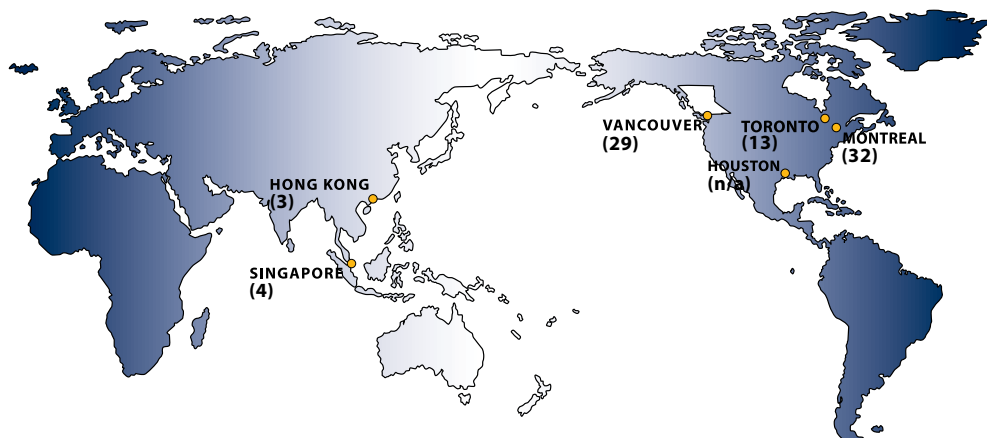 VANCOUVER
(29)
TORONTO
(13)
MONTREAL
(32)
HOUSTON
(n/a)
HONG KONG
(3)
SINGAPORE
(4)